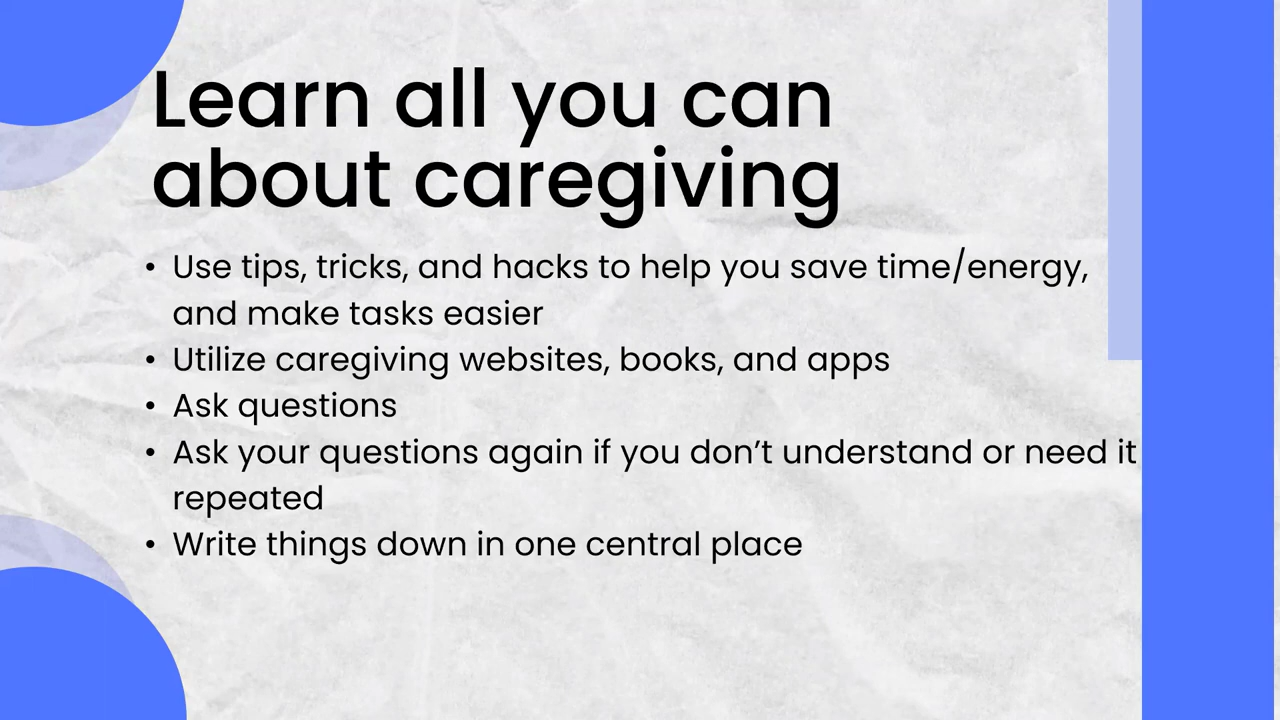 Learn all you can
about caregiving
• Use tips, tricks, and hacks to help you save time/energy,
and make tasks easier
• Utilize caregiving websites, books, and apps
• Ask questions
• Ask your questions again if you don’t understand or need it
repeated
• Write things down in one central place